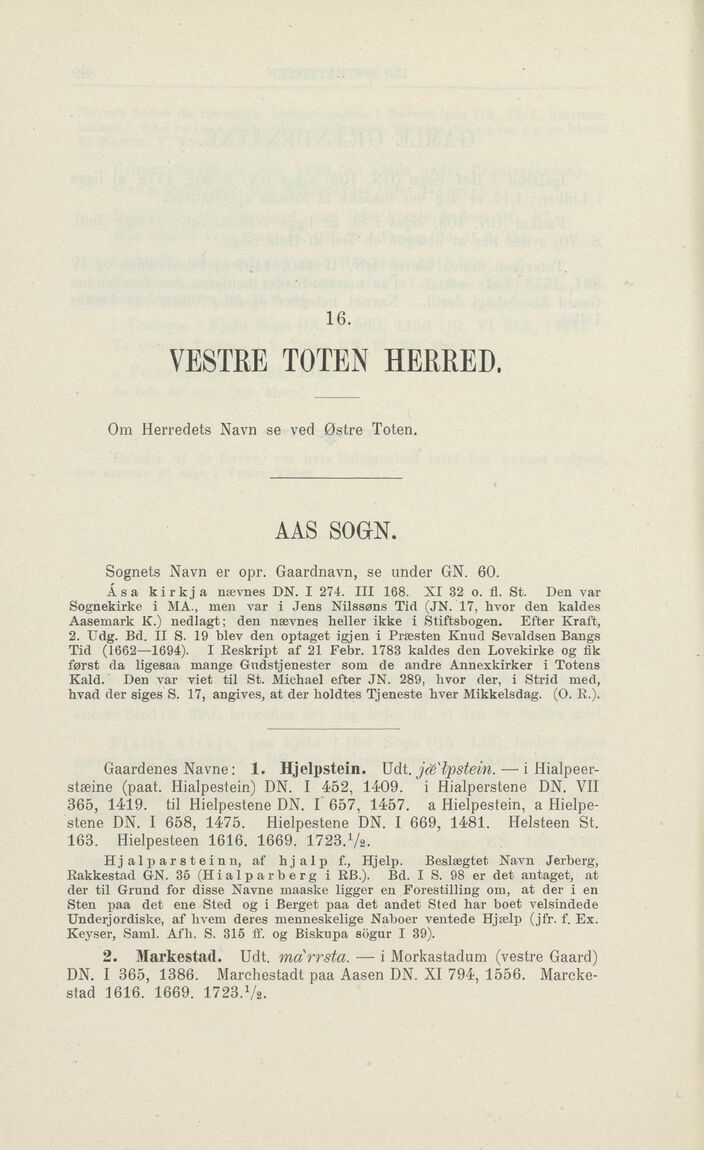 16.
VESTRE TOTEN HERRED.
Om Herredets Navn se ved Østre Toten.
AAS SOGN.
Sognets Navn er opr. Gaardnavn, se under GN. 60.
Ása kirkja nævnes DN. I 274. III 168. XI 32 o. fl. St. Den var
Sognekirke i MA., men var i Jens Nilssøns Tid (JN. 17, hvor den kaldes
Aasemark K.) nedlagt; den nævnes heller ikke i Stiftsbogen. Efter Kraft,
2. Udg. Bd. II S. 19 blev den optaget igjen i Præsten Knud Sevaldsen Bangs
Tid (1662—1694). I Reskript af 21 Febr. 1783 kaldes den Lovekirke og fik
først da ligesaa mange Gudstjenester som de andre Annexkirker i Totens
Kald. Den var viet til St. Michael efter JN. 289, hvor der, i Strid med,
hvad der siges S. 17, angives, at der holdtes Tjeneste hver Mikkelsdag. (O. R.).
Gaardenes Navne: 1. Hjelpstein. Udt. jæ`lpstein. — i Hialpeer-
stæine (paat. Hialpestein) DN. I 452, 1409. i Hialperstene DN. VII
365, 1419. til Hielpestene DN. I 657, 1457. a Hielpestein, a Hielpe-
stene DN. I 658, 1475. Hielpestene DN. I 669, 1481. Helsteen St.
163. Hielpesteen 1616. 1669. 1723.¹/₂.
Hjalparsteinn, af hjalp f., Hjelp. Beslægtet Navn Jerberg,
Rakkestad GN. 35 (Hialparberg i RB.). Bd. I S. 98 er det antaget, at
der til Grund for disse Navne maaske ligger en Forestilling om, at der i en
Sten paa det ene Sted og i Berget paa det andet Sted har boet velsindede
Underjordiske, af hvem deres menneskelige Naboer ventede Hjælp (jfr. f. Ex.
Keyser, Saml. Afh. S. 315 ff. og Biskupa sögur I 39).
2. Markestad. Udt. ma`rrsta. — i Morkastadum (vestre Gaard)
DN. I 365, 1386. Marchestadt paa Aasen DN. XI 794, 1556. Marcke-
stad 1616. 1669. 1723.¹/₂.